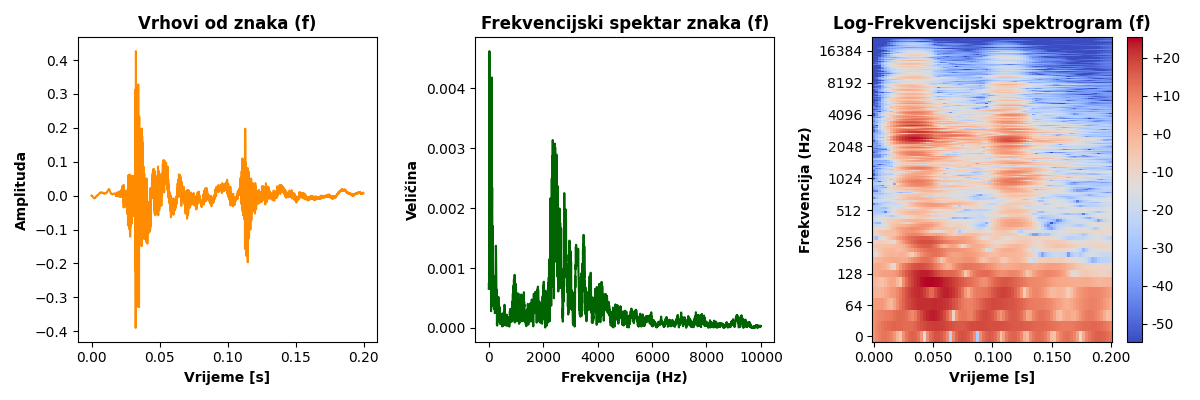 Vrhovi od znaka (f)
0.4
0.3
0.2
0.1
0.0
−0.1
−0.2
−0.3
−0.4
Amplituda
0.00 0.05 0.10 0.15 0.20
Vrijeme [s]
Frekvencijski spektar znaka (f)
0.004
0.003
0.002
0.001
0.000
Veličina
0 2000 4000 6000 8000 10000
Frekvencija (Hz)
Log-Frekvencijski spektrogram (f)
16384
8192
4096
2048
1024
512
256
128
64
0
Frekvencija (Hz)
0.000 0.050 0.100 0.150 0.200
Vrijeme [s]
+20
+10
+0
-10
-20
-30
-40
-50